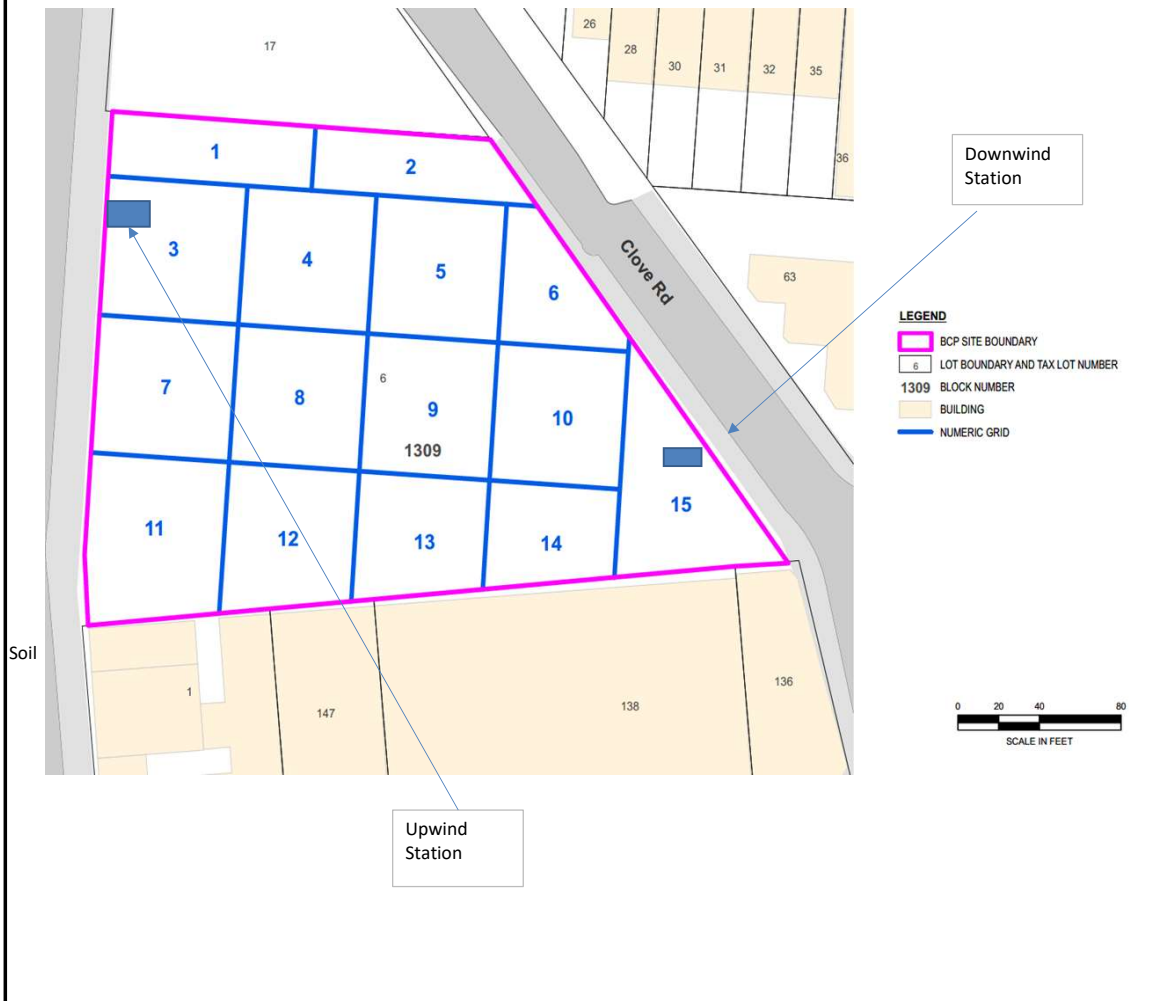 26
28
30
31
32
35
36
17
1
2
Downwind
Station
3
4
5
6
Clove Rd
63
LEGEND
BCP SITE BOUNDARY
6 LOT BOUNDARY AND TAX LOT NUMBER
1309 BLOCK NUMBER
BUILDING
NUMERIC GRID
7
8
6
9
10
1309
11
12
13
14
15
Soil
1
147
138
136
0 20 40 80
SCALE IN FEET
Upwind
Station